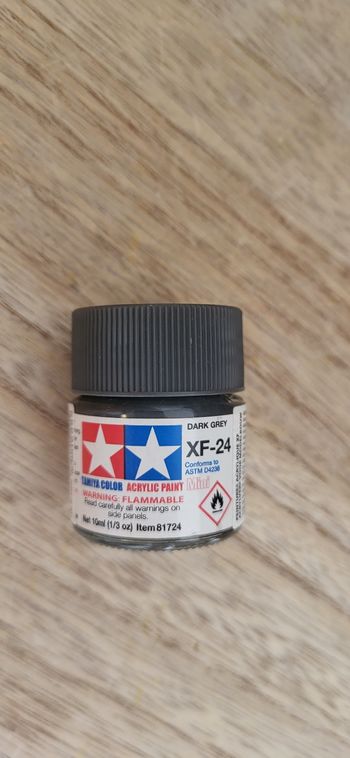 DARK GREY
XF-24
Conforms to
ASTM D4236
TAMIYA COLOR ACRYLIC PAINT Mini
WARNING: FLAMMABLE
Read carefully all warnings on
side panels.
Net 10ml (1/3 oz) Item 81724